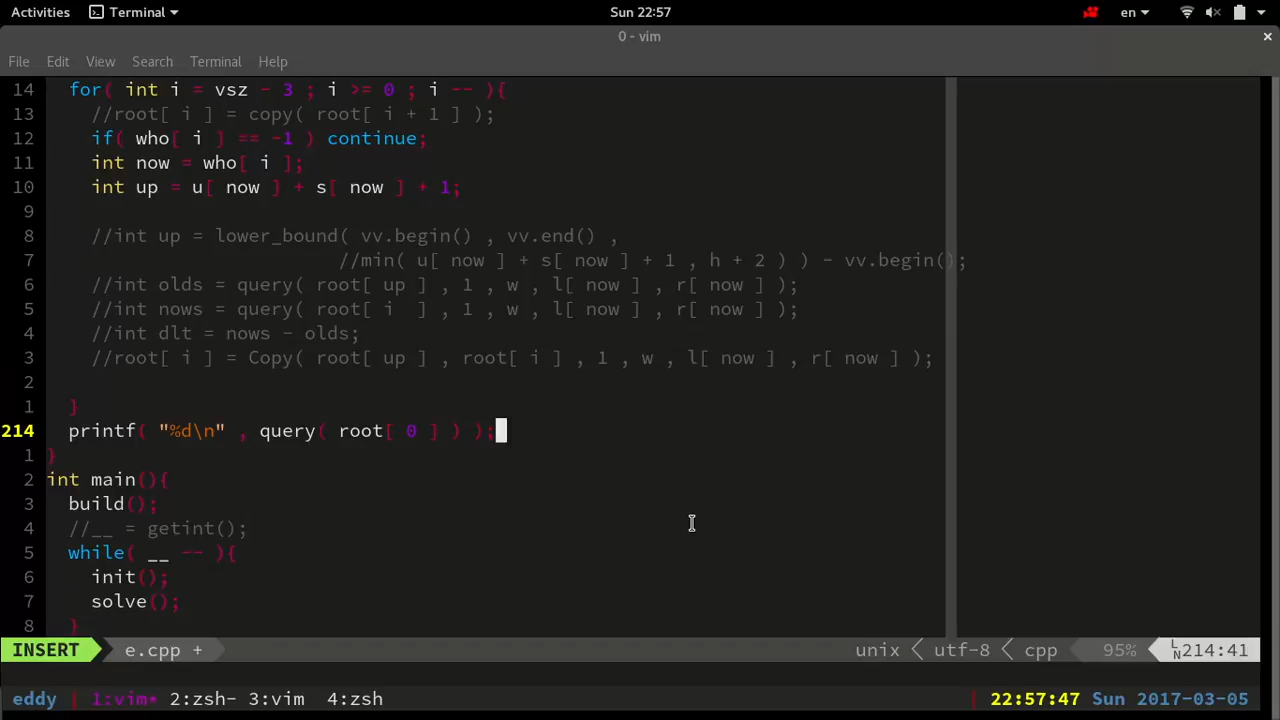 Activities Terminal Sun 22:57 en
0 - vim ×
File Edit View Search Terminal Help
14 for( int i = vsz - 3 ; i >= 0 ; i -- ){
13 //root[ i ] = copy( root[ i + 1 ] );
12 if( who[ i ] == -1 ) continue;
11 int now = who[ i ];
10 int up = u[ now ] + s[ now ] + 1;
9
8 //int up = lower_bound( vv.begin() , vv.end() ,
7 //min( u[ now ] + s[ now ] + 1 , h + 2 ) ) - vv.begin();
6 //int olds = query( root[ up ] , 1 , w , l[ now ] , r[ now ] );
5 //int nows = query( root[ i  ] , 1 , w , l[ now ] , r[ now ] );
4 //int dlt = nows - olds;
3 //root[ i ] = Copy( root[ up ] , root[ i ] , 1 , w , l[ now ] , r[ now ] );
2
1 }
214 printf( "%d\n" , query( root[ 0 ] ) );
1 }
2 int main(){
3 build();
4 //__ = getint();
5 while( __ -- ){
6 init();
7 solve();
8 }
INSERT e.cpp + unix utf-8 cpp 95% LN 214:41
eddy 1:vim* 2:zsh- 3:vim 4:zsh 22:57:47 Sun 2017-03-05